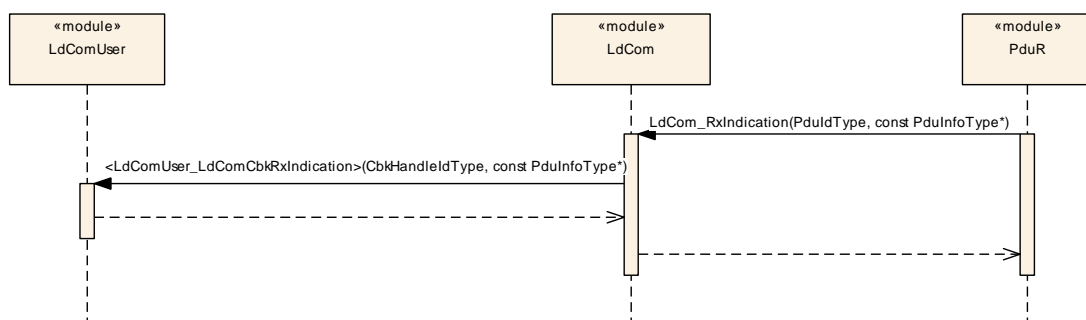 «module»
LdComUser
«module»
LdCom
«module»
PduR
LdCom_RxIndication(PduIdType, const PduInfoType*)
<LdComUser_LdComCbkRxIndication>(CbkHandleIdType, const PduInfoType*)